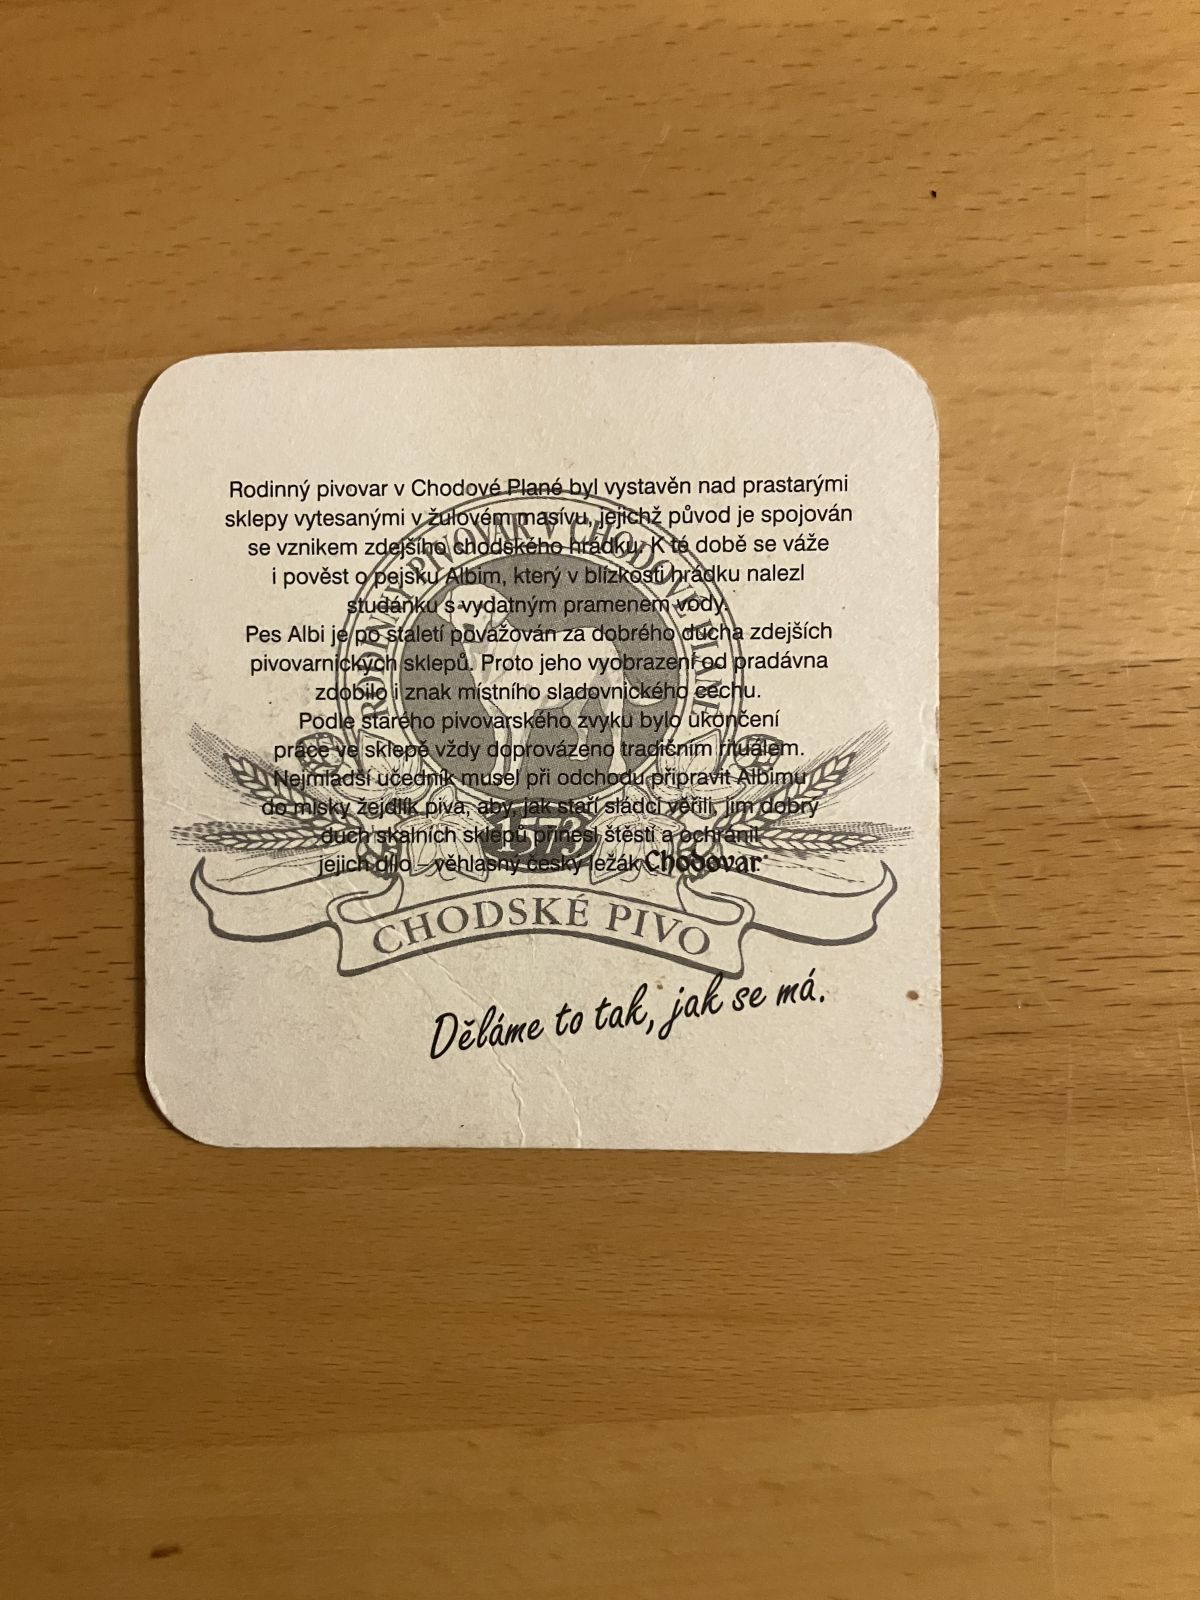 Rodinný pivovar v Chodové Plané byl vystavěn nad prastarými
sklepy vytesanými v žulovém masívu, jejichž původ je spojován
se vznikem zdejšího chodského hrádku. K té době se váže
i pověst o pejsku Albim, který v blízkosti hrádku nalezl
studánku s vydatným pramenem vody.
Pes Albi je po staletí považován za dobrého ducha zdejších
pivovarnických sklepů. Proto jeho vyobrazení od pradávna
zdobilo i znak místního sladovnického cechu.
Podle starého pivovarského zvyku bylo ukončení
práce ve sklepě vždy doprovázeno tradičním rituálem.
Nejmladší učedník musel při odchodu připravit Albimu
do misky žejdlík piva, aby, jak staří sládci věřili, jim dobrý
duch skalních sklepů přinesl štěstí a ochránil
jejich dílo – věhlasný český ležák Chodovar.
RODINNÝ PIVOVAR V CHODOVÉ PLANÉ
1573
CHODSKÉ PIVO
Děláme to tak, jak se má.